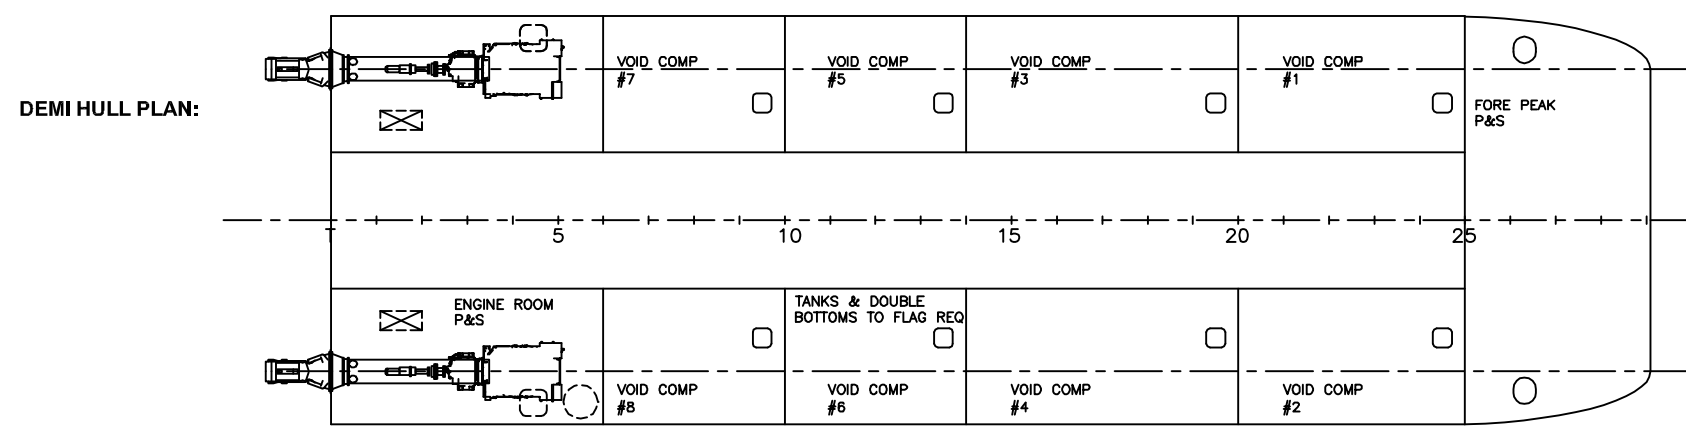 VOID COMP
#7
VOID COMP
#5
VOID COMP
#3
VOID COMP
#1
DEMI HULL PLAN:
FORE PEAK
P&S
T 5 10 15 20 25
ENGINE ROOM
P&S
TANKS & DOUBLE
BOTTOMS TO FLAG REQ
VOID COMP
#8
VOID COMP
#6
VOID COMP
#4
VOID COMP
#2